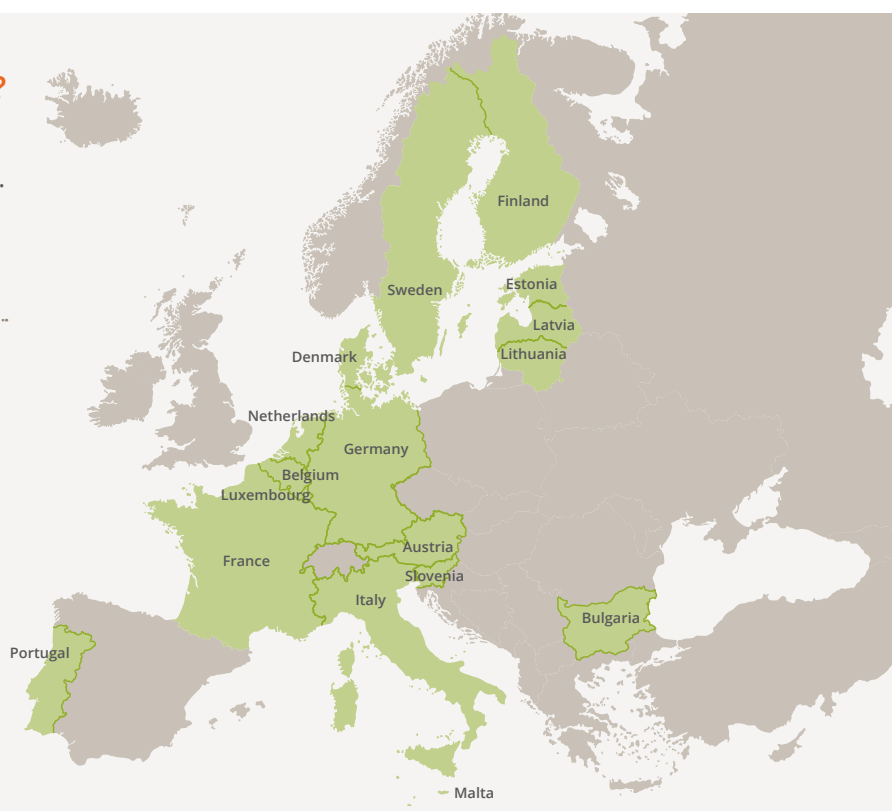 ?
.
Finland
Sweden
Estonia
Latvia
Lithuania
Denmark
Netherlands
Germany
Belgium
Luxembourg
France
Austria
Slovenia
Italy
Bulgaria
Portugal
Malta